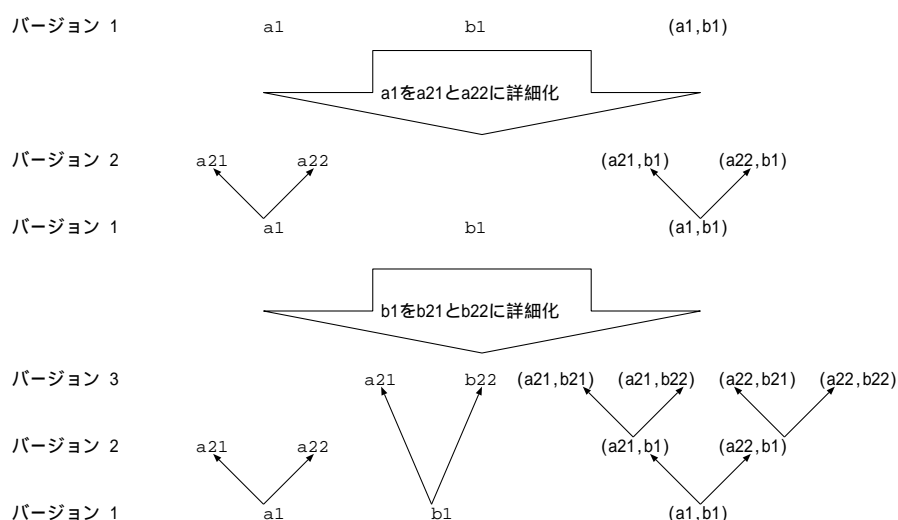 バージョン 1 a1 b1 (a1,b1)
a1をa21とa22に詳細化
バージョン 2 a21 a22 (a21,b1) (a22,b1)
バージョン 1 a1 b1 (a1,b1)
b1をb21とb22に詳細化
バージョン 3 a21 b22 (a21,b21) (a21,b22) (a22,b21) (a22,b22)
バージョン 2 a21 a22 (a21,b1) (a22,b1)
バージョン 1 a1 b1 (a1,b1)